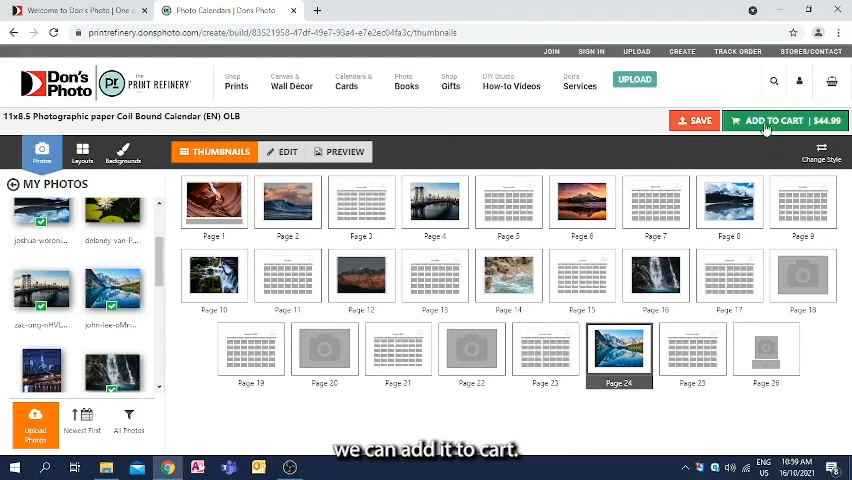 Welcome to Don's Photo | One o
Photo Calendars | Dons Photo
printrefinery.donsphoto.com/create/build/83521958-47df-49e7-93a4-e7e2ec04fa3c/thumbnails
JOIN SIGN IN UPLOAD CREATE TRACK ORDER STORES/CONTACT
Don's Photo
Pr
the PRINT REFINERY
Shop Prints
Canvas & Wall Décor
Calendars & Cards
Photo Books
Shop Gifts
DIY Studio How-to Videos
Don's Services
UPLOAD
11x8.5 Photographic paper Coil Bound Calendar (EN) OLB
SAVE
ADD TO CART | $44.99
Photos Layouts Backgrounds
THUMBNAILS EDIT PREVIEW
Change Style
MY PHOTOS
joshua-woroni... delaney-van-P...
zac-ong-nHVL... john-lee-oMn...
Upload Photos
Newest First
All Photos
Page 1 Page 2 Page 3 Page 4 Page 5 Page 6 Page 7 Page 8 Page 9
Page 10 Page 11 Page 12 Page 13 Page 14 Page 15 Page 16 Page 17 Page 18
Page 19 Page 20 Page 21 Page 22 Page 23 Page 24 Page 25 Page 26
we can add it to cart.
ENG
US
10:59 AM
16/10/2021